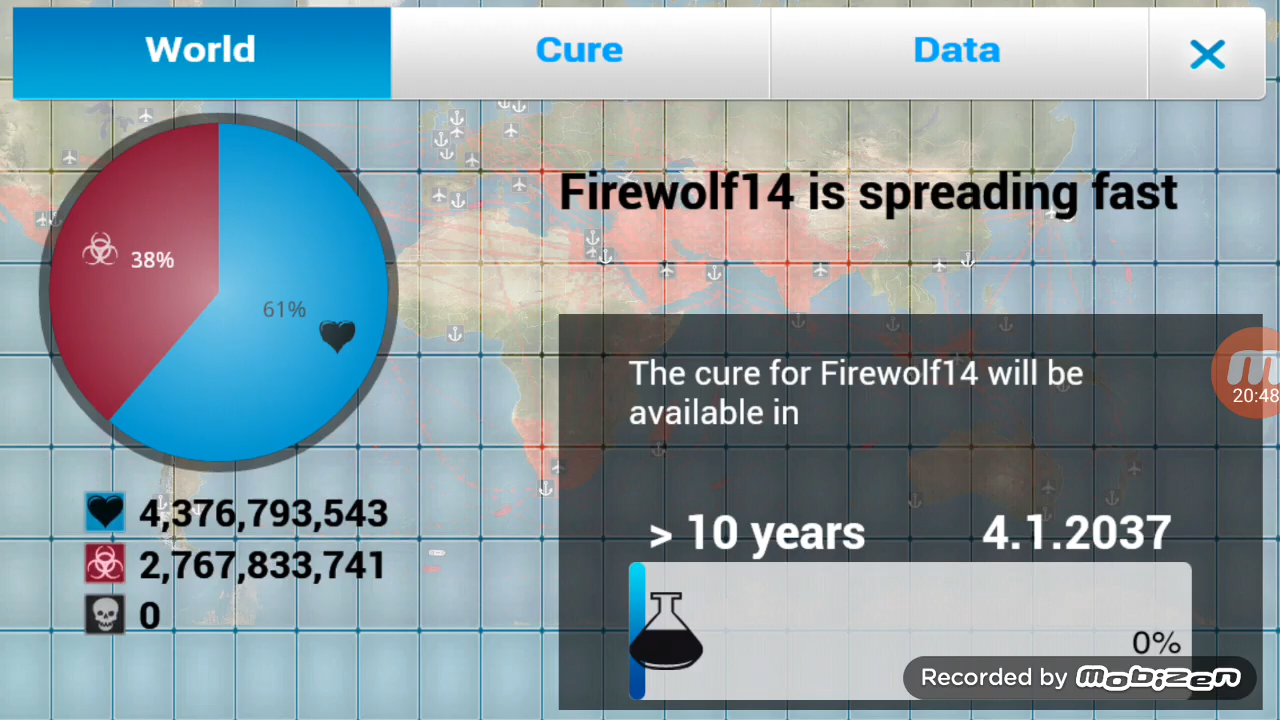 World
Cure
Data
Firewolf14 is spreading fast
38%
61%
4,376,793,543
2,767,833,741
0
The cure for Firewolf14 will be
available in
> 10 years
4.1.2037
0%
20:48
Recorded by mobizen